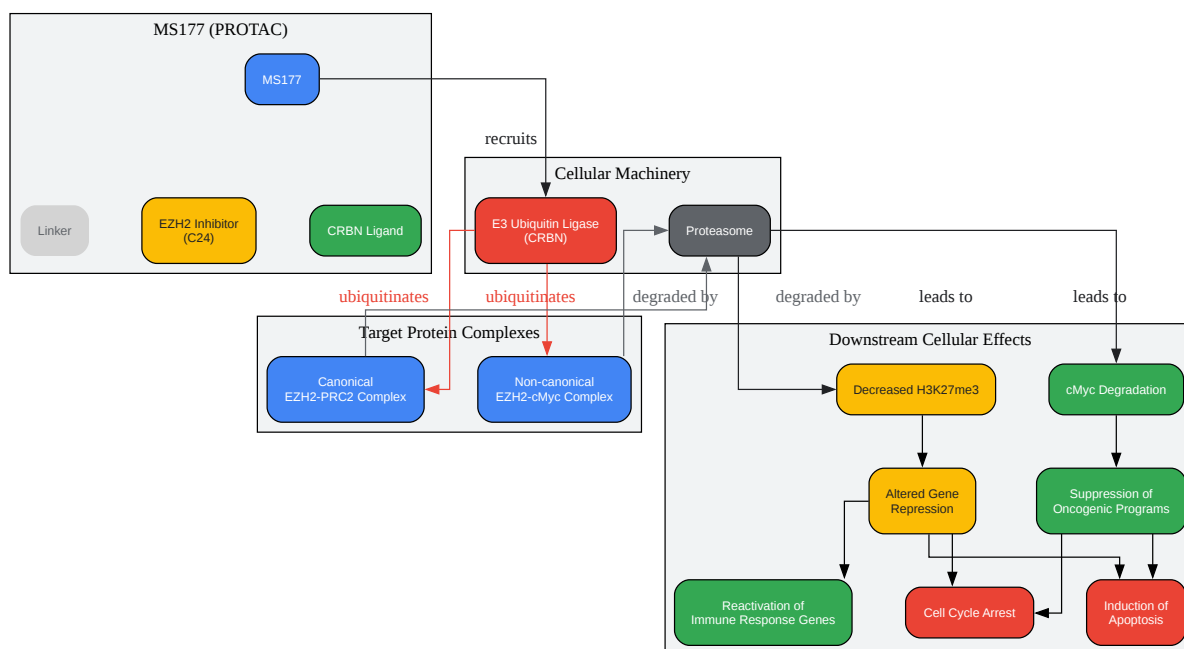 MS177 (PROTAC)
MS177
recruits
Cellular Machinery
Linker
EZH2 Inhibitor
(C24)
CRBN Ligand
E3 Ubiquitin Ligase
(CRBN)
Proteasome
ubiquitinates
ubiquitinates
degraded by
degraded by
leads to
leads to
Target Protein Complexes
Canonical
EZH2-PRC2 Complex
Non-canonical
EZH2-cMyc Complex
Downstream Cellular Effects
Decreased H3K27me3
cMyc Degradation
Altered Gene
Repression
Suppression of
Oncogenic Programs
Reactivation of
Immune Response Genes
Cell Cycle Arrest
Induction of
Apoptosis